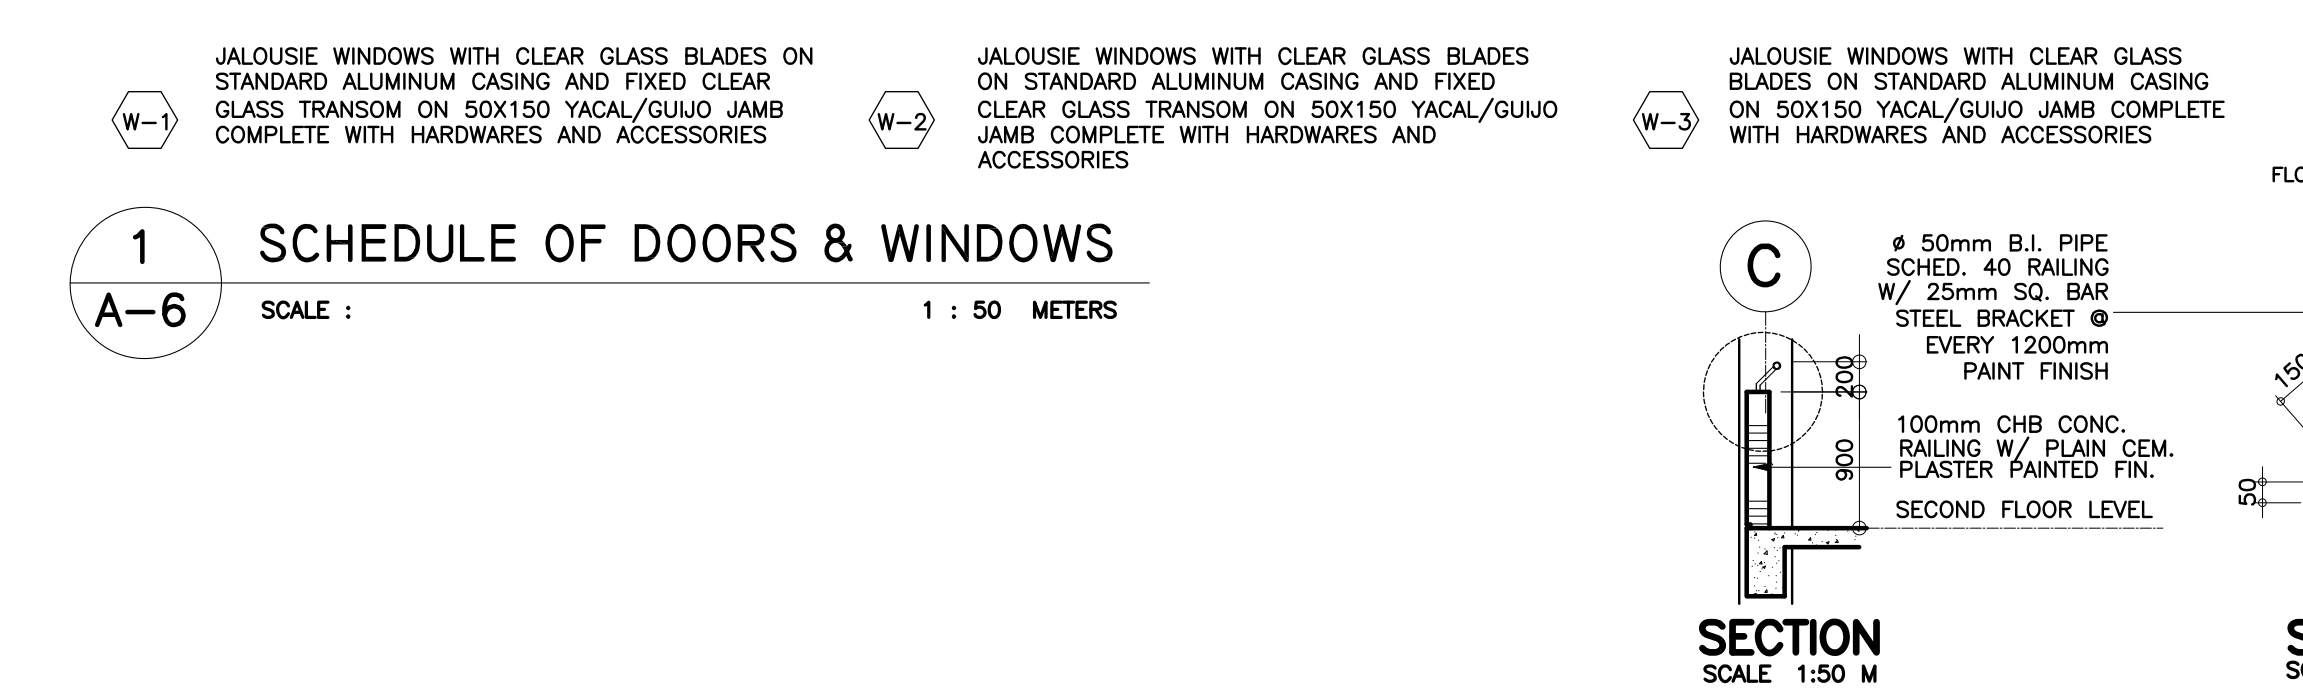 W-1
JALOUSIE WINDOWS WITH CLEAR GLASS BLADES ON
STANDARD ALUMINUM CASING AND FIXED CLEAR
GLASS TRANSOM ON 50X150 YACAL/GUIJO JAMB
COMPLETE WITH HARDWARES AND ACCESSORIES
W-2
JALOUSIE WINDOWS WITH CLEAR GLASS BLADES
ON STANDARD ALUMINUM CASING AND FIXED
CLEAR GLASS TRANSOM ON 50X150 YACAL/GUIJO
JAMB COMPLETE WITH HARDWARES AND
ACCESSORIES
W-3
JALOUSIE WINDOWS WITH CLEAR GLASS
BLADES ON STANDARD ALUMINUM CASING
ON 50X150 YACAL/GUIJO JAMB COMPLETE
WITH HARDWARES AND ACCESSORIES
1
A-6
SCHEDULE OF DOORS & WINDOWS
SCALE : 1 : 50 METERS
C
ø 50mm B.I. PIPE
SCHED. 40 RAILING
W/ 25mm SQ. BAR
STEEL BRACKET @
EVERY 1200mm
PAINT FINISH
200
900
100mm CHB CONC.
RAILING W/ PLAIN CEM.
PLASTER PAINTED FIN.
SECOND FLOOR LEVEL
SECTION
SCALE 1:50 M
150
50